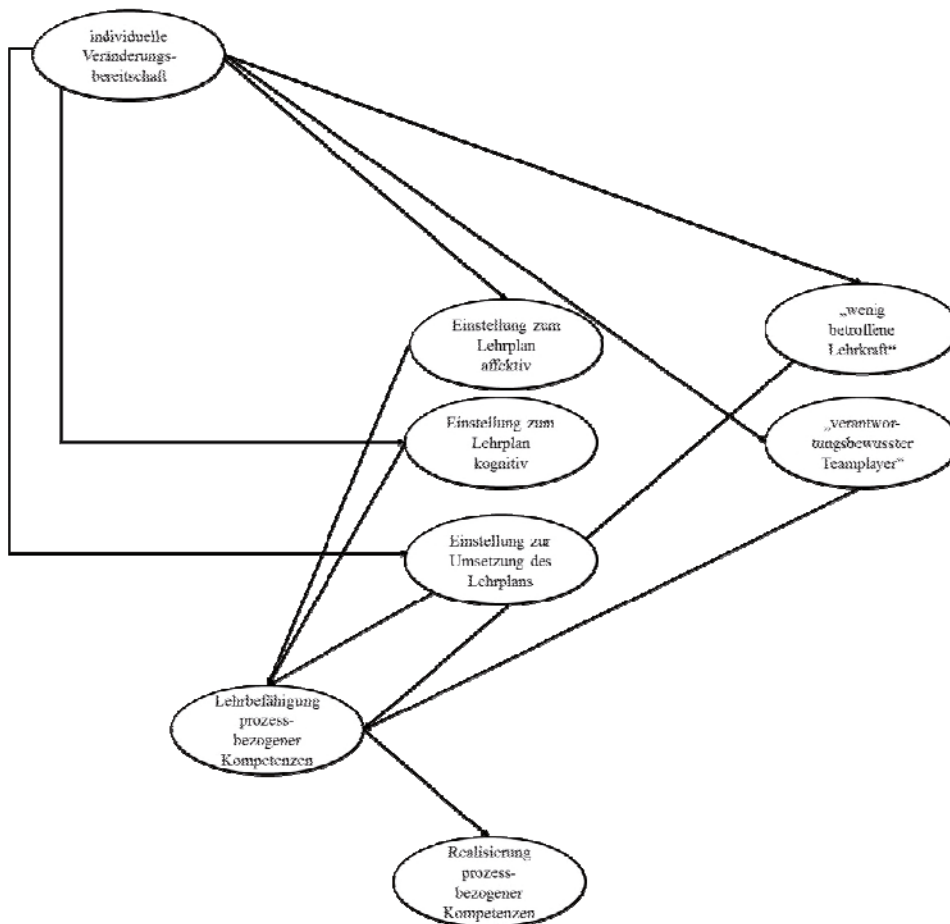 individuelle
Veränderungs-
bereitschaft
Einstellung zum
Lehrplan
affektiv
„wenig
betroffene
Lehrkraft“
Einstellung zum
Lehrplan
kognitiv
„verantwor-
tungsbewusster
Teamplayer“
Einstellung zur
Umsetzung des
Lehrplans
Lehrbefähigung
prozess-
bezogener
Kompetenzen
Realisierung
prozess-
bezogener
Kompetenzen